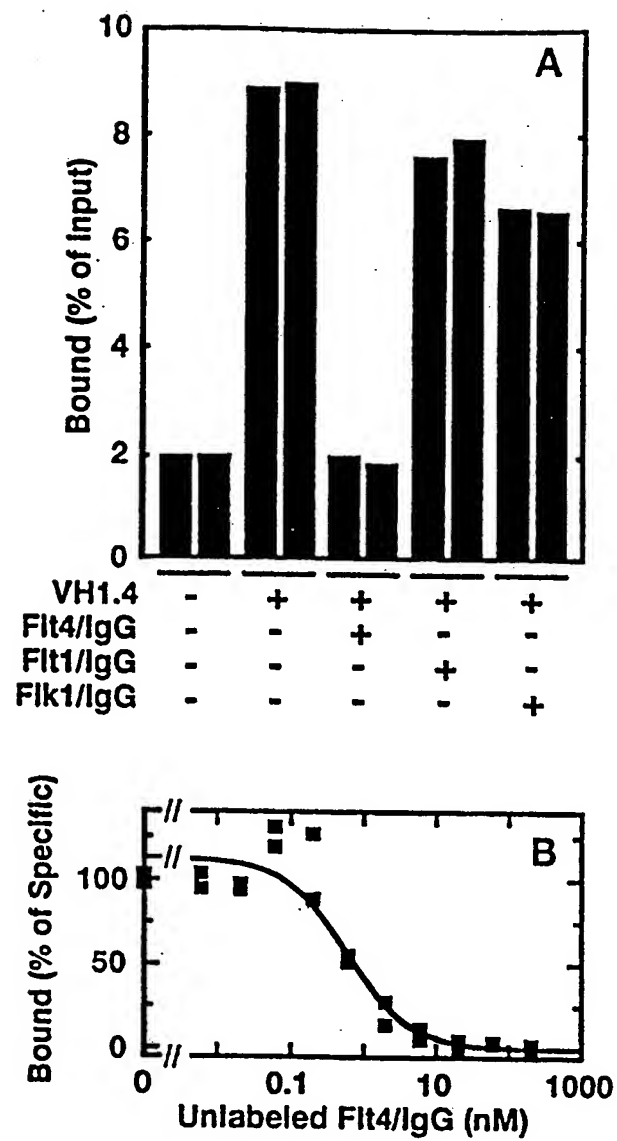 10
A
8
6
4
2
0
Bound (% of Input)
VH1.4 - + + + +
Flt4/IgG - - + - -
Flt1/IgG - - - + -
Flk1/IgG - - - - +
B
100
50
0
Bound (% of Specific)
0 0.1 10 1000
Unlabeled Flt4/IgG (nM)